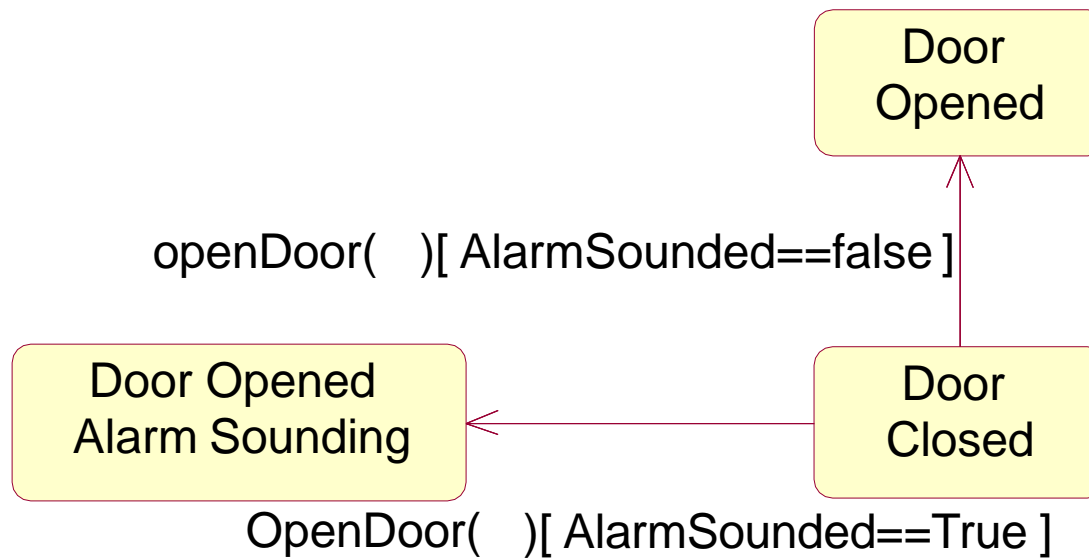 Door
Opened
openDoor( )[ AlarmSounded==false ]
Door Opened
Alarm Sounding
Door
Closed
OpenDoor( )[ AlarmSounded==True ]